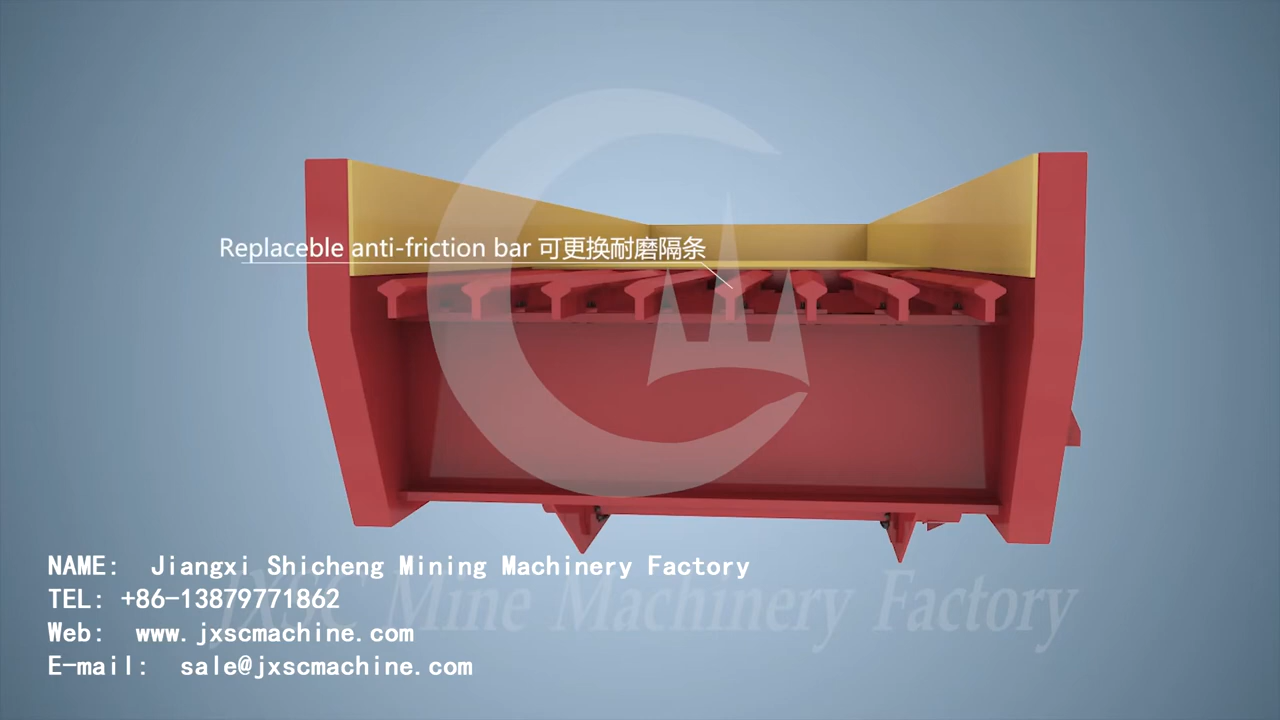 Replaceble anti-friction bar 可更换耐磨隔条
NAME: Jiangxi Shicheng Mining Machinery Factory
JXSC Mine Machinery Factory
TEL: +86-13879771862
Web: www.jxscmachine.com
E-mail: sale@jxscmachine.com